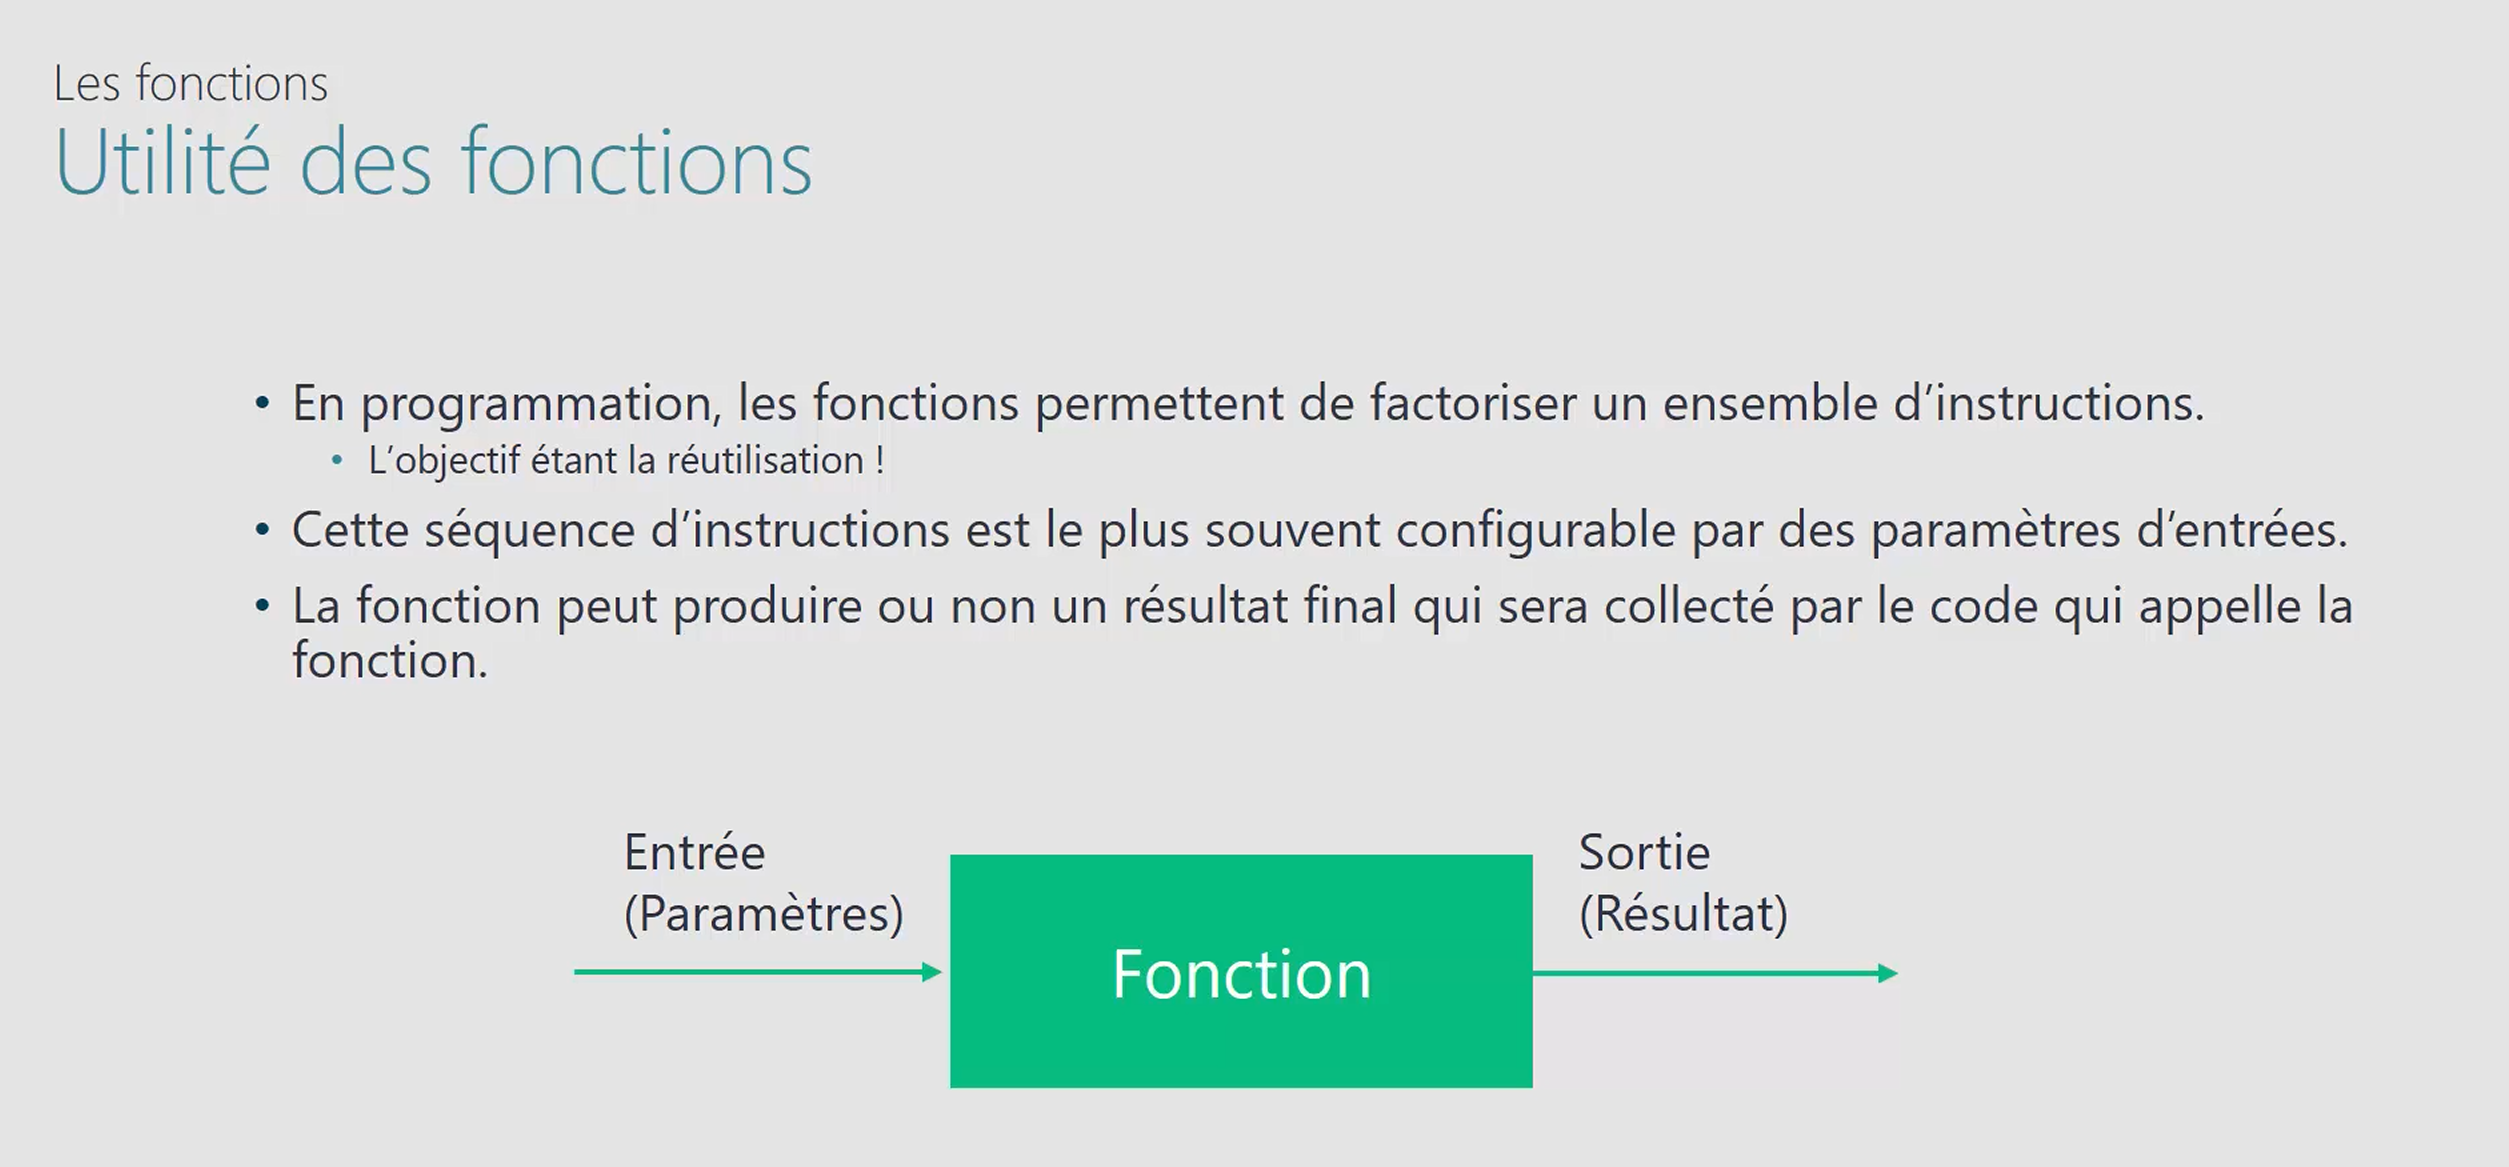 Les fonctions
Utilité des fonctions
• En programmation, les fonctions permettent de factoriser un ensemble d’instructions.
• L’objectif étant la réutilisation !
• Cette séquence d’instructions est le plus souvent configurable par des paramètres d’entrées.
• La fonction peut produire ou non un résultat final qui sera collecté par le code qui appelle la
fonction.
Entrée
(Paramètres)
Fonction
Sortie
(Résultat)